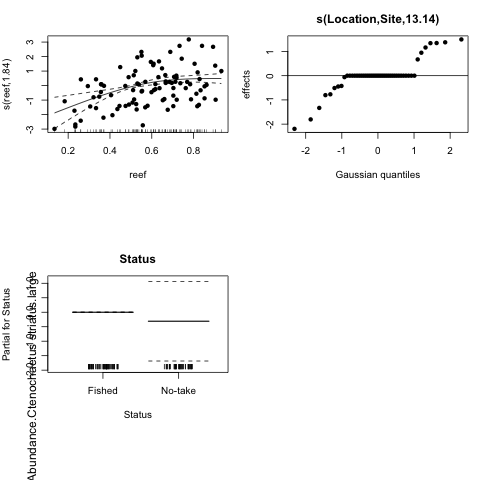 s(reef,1.84)
3
2
1
-1
-3
0.2 0.4 0.6 0.8
reef
s(Location,Site,13.14)
effects
1
0
-1
-2
-2 -1 0 1 2
Gaussian quantiles
Status
Partial for Status
Abundance.Ctenochaetus striatus.large
Fished No-take
Status